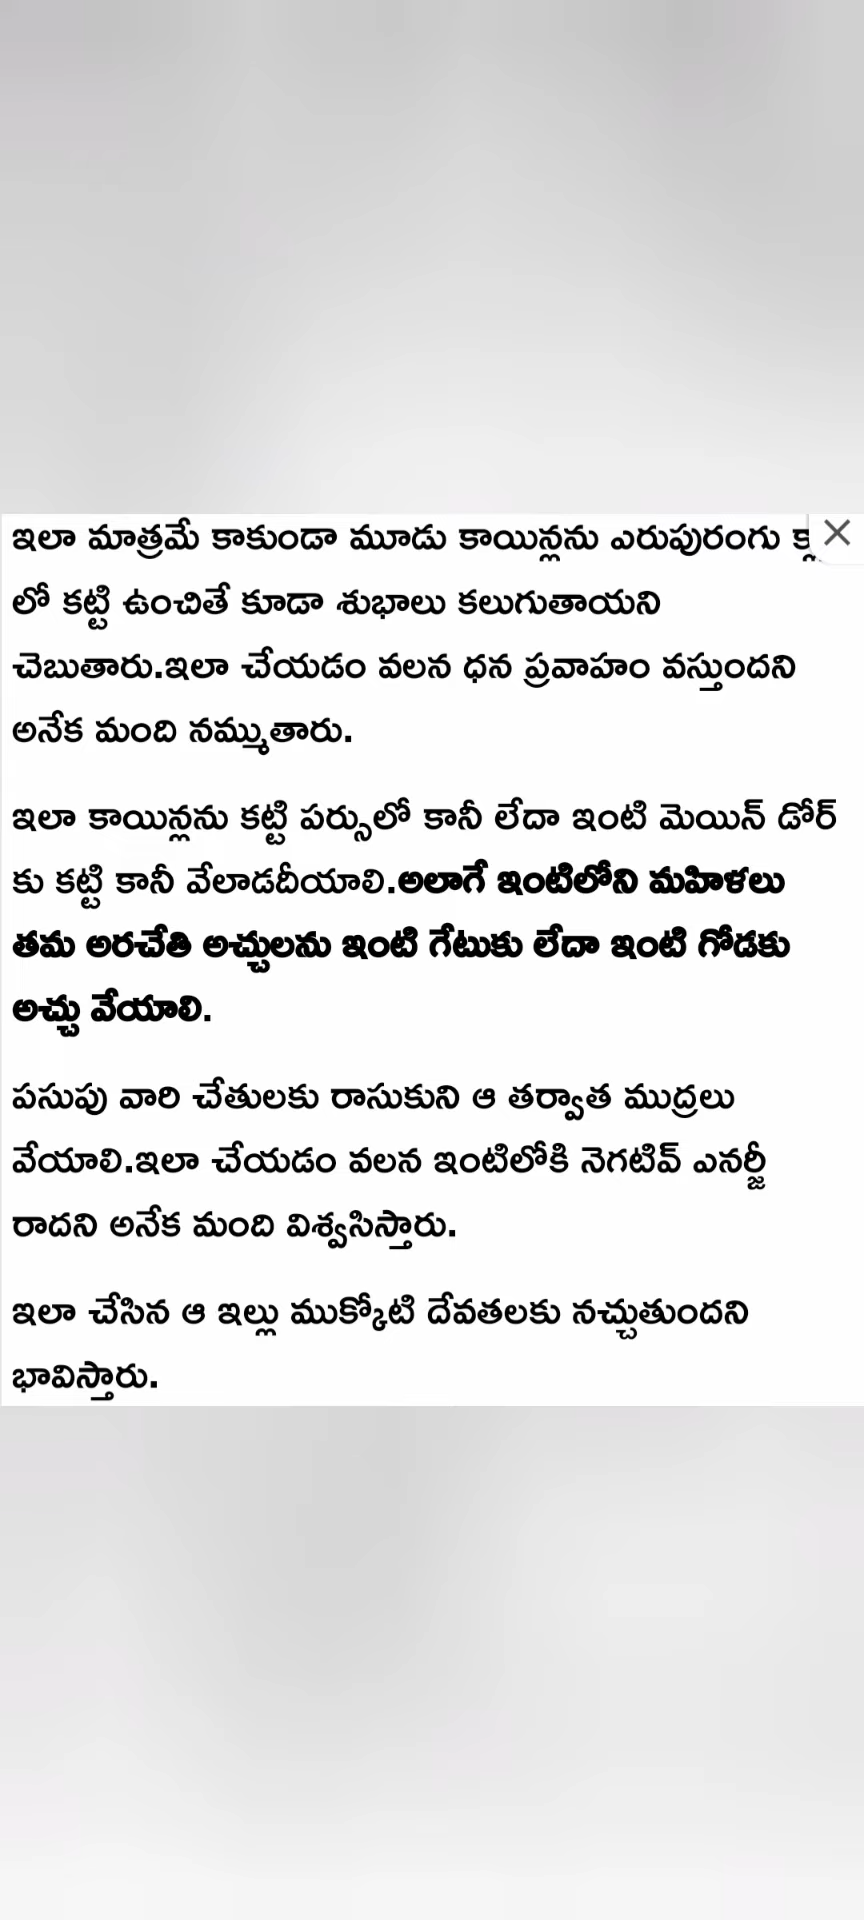 ఇలా మాత్రమే కాకుండా మూడు కాయిన్లను ఎరుపురంగు
లో కట్టి ఉంచితే కూడా శుభాలు కలుగుతాయని
చెబుతారు.ఇలా చేయడం వలన ధన ప్రవాహం వస్తుందని
అనేక మంది నమ్ముతారు.
ఇలా కాయిన్లను కట్టి పర్సులో కానీ లేదా ఇంటి మెయిన్ డోర్
కు కట్టి కానీ వేలాడదీయాలి.అలాగే ఇంటిలోని మహిళలు
తమ అరచేతి అచ్చులను ఇంటి గేటుకు లేదా ఇంటి గోడకు
అచ్చు వేయాలి.
పసుపు వారి చేతులకు రాసుకుని ఆ తర్వాత ముద్రలు
వేయాలి.ఇలా చేయడం వలన ఇంటిలోకి నెగటివ్ ఎనర్జీ
రాదని అనేక మంది విశ్వసిస్తారు.
ఇలా చేసిన ఆ ఇల్లు ముక్కోటి దేవతలకు నచ్చుతుందని
భావిస్తారు.